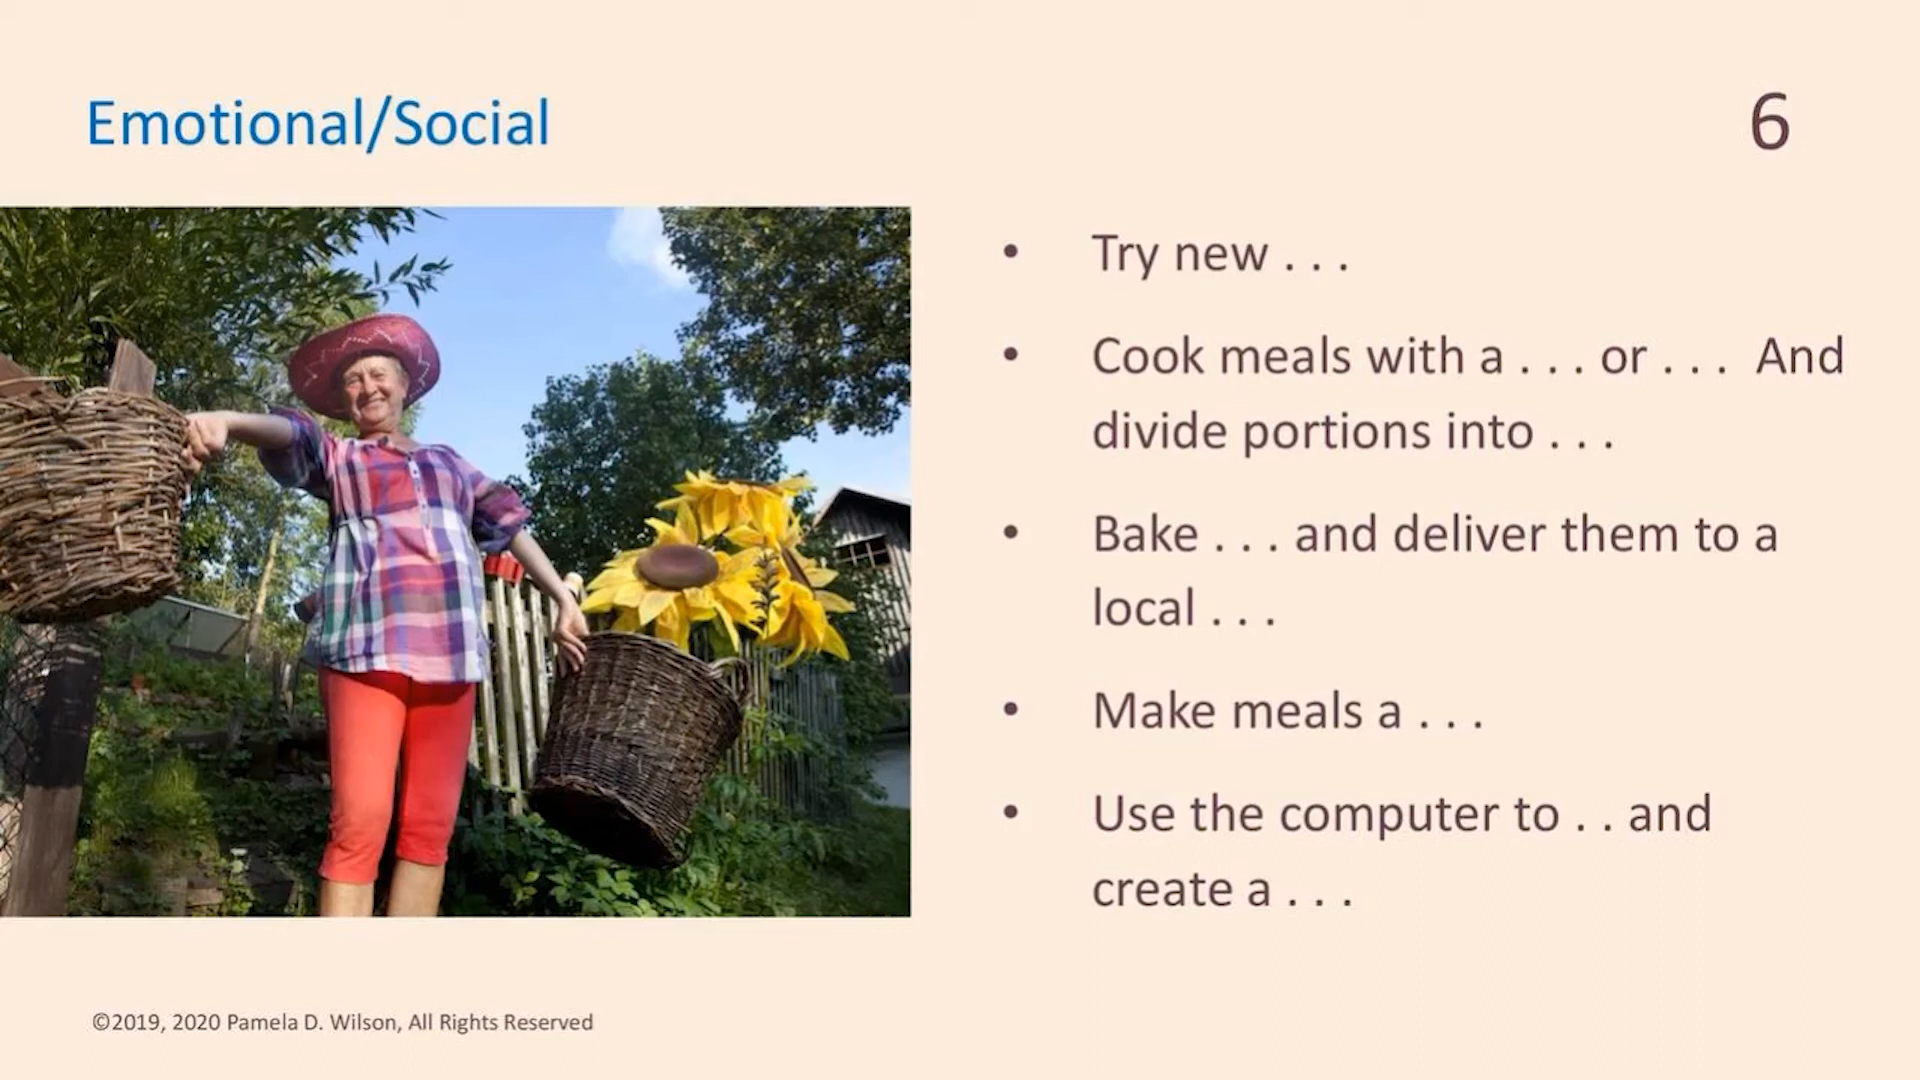 Emotional/Social
6
• Try new . . .
• Cook meals with a . . . or . . .  And
divide portions into . . .
• Bake . . . and deliver them to a
local . . .
• Make meals a . . .
• Use the computer to . . and
create a . . .
©2019, 2020 Pamela D. Wilson, All Rights Reserved